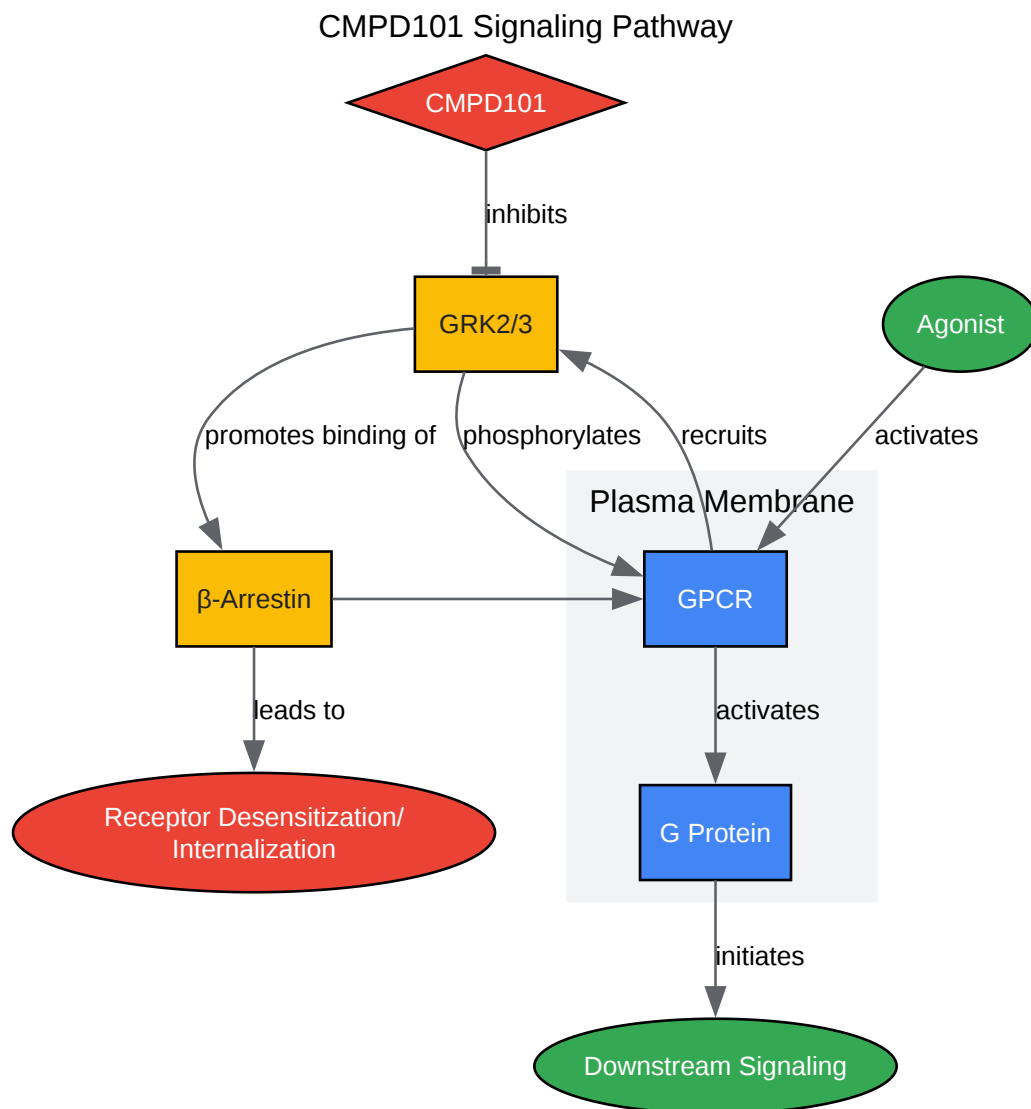 CMPD101 Signaling Pathway
CMPD101
inhibits
GRK2/3
Agonist
promotes binding of
phosphorylates
recruits
activates
Plasma Membrane
β-Arrestin
GPCR
leads to
activates
Receptor Desensitization/
Internalization
G Protein
initiates
Downstream Signaling